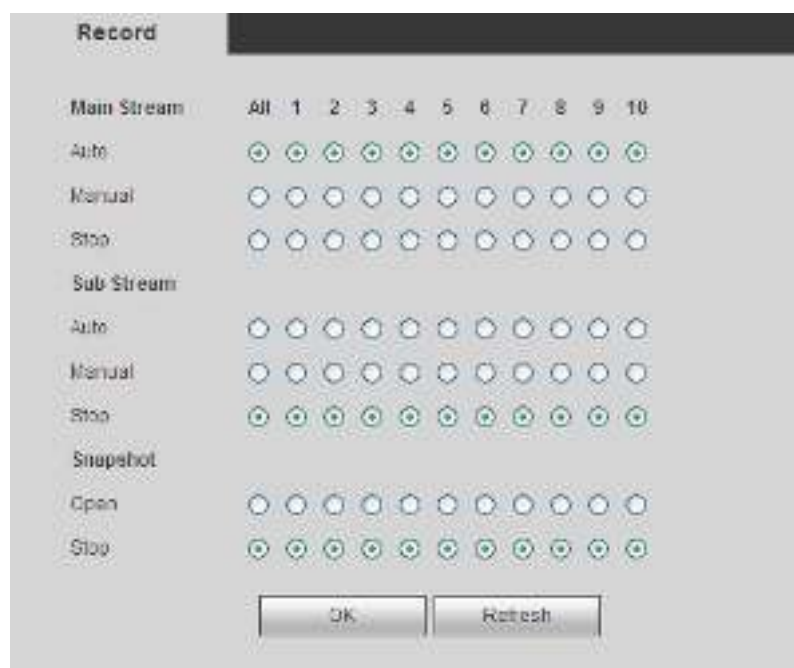 Record
Main Stream All 1 2 3 4 5 6 7 8 9 10
Auto
Manual
Stop
Sub Stream
Auto
Manual
Stop
Snapshot
Open
Stop
OK Refresh